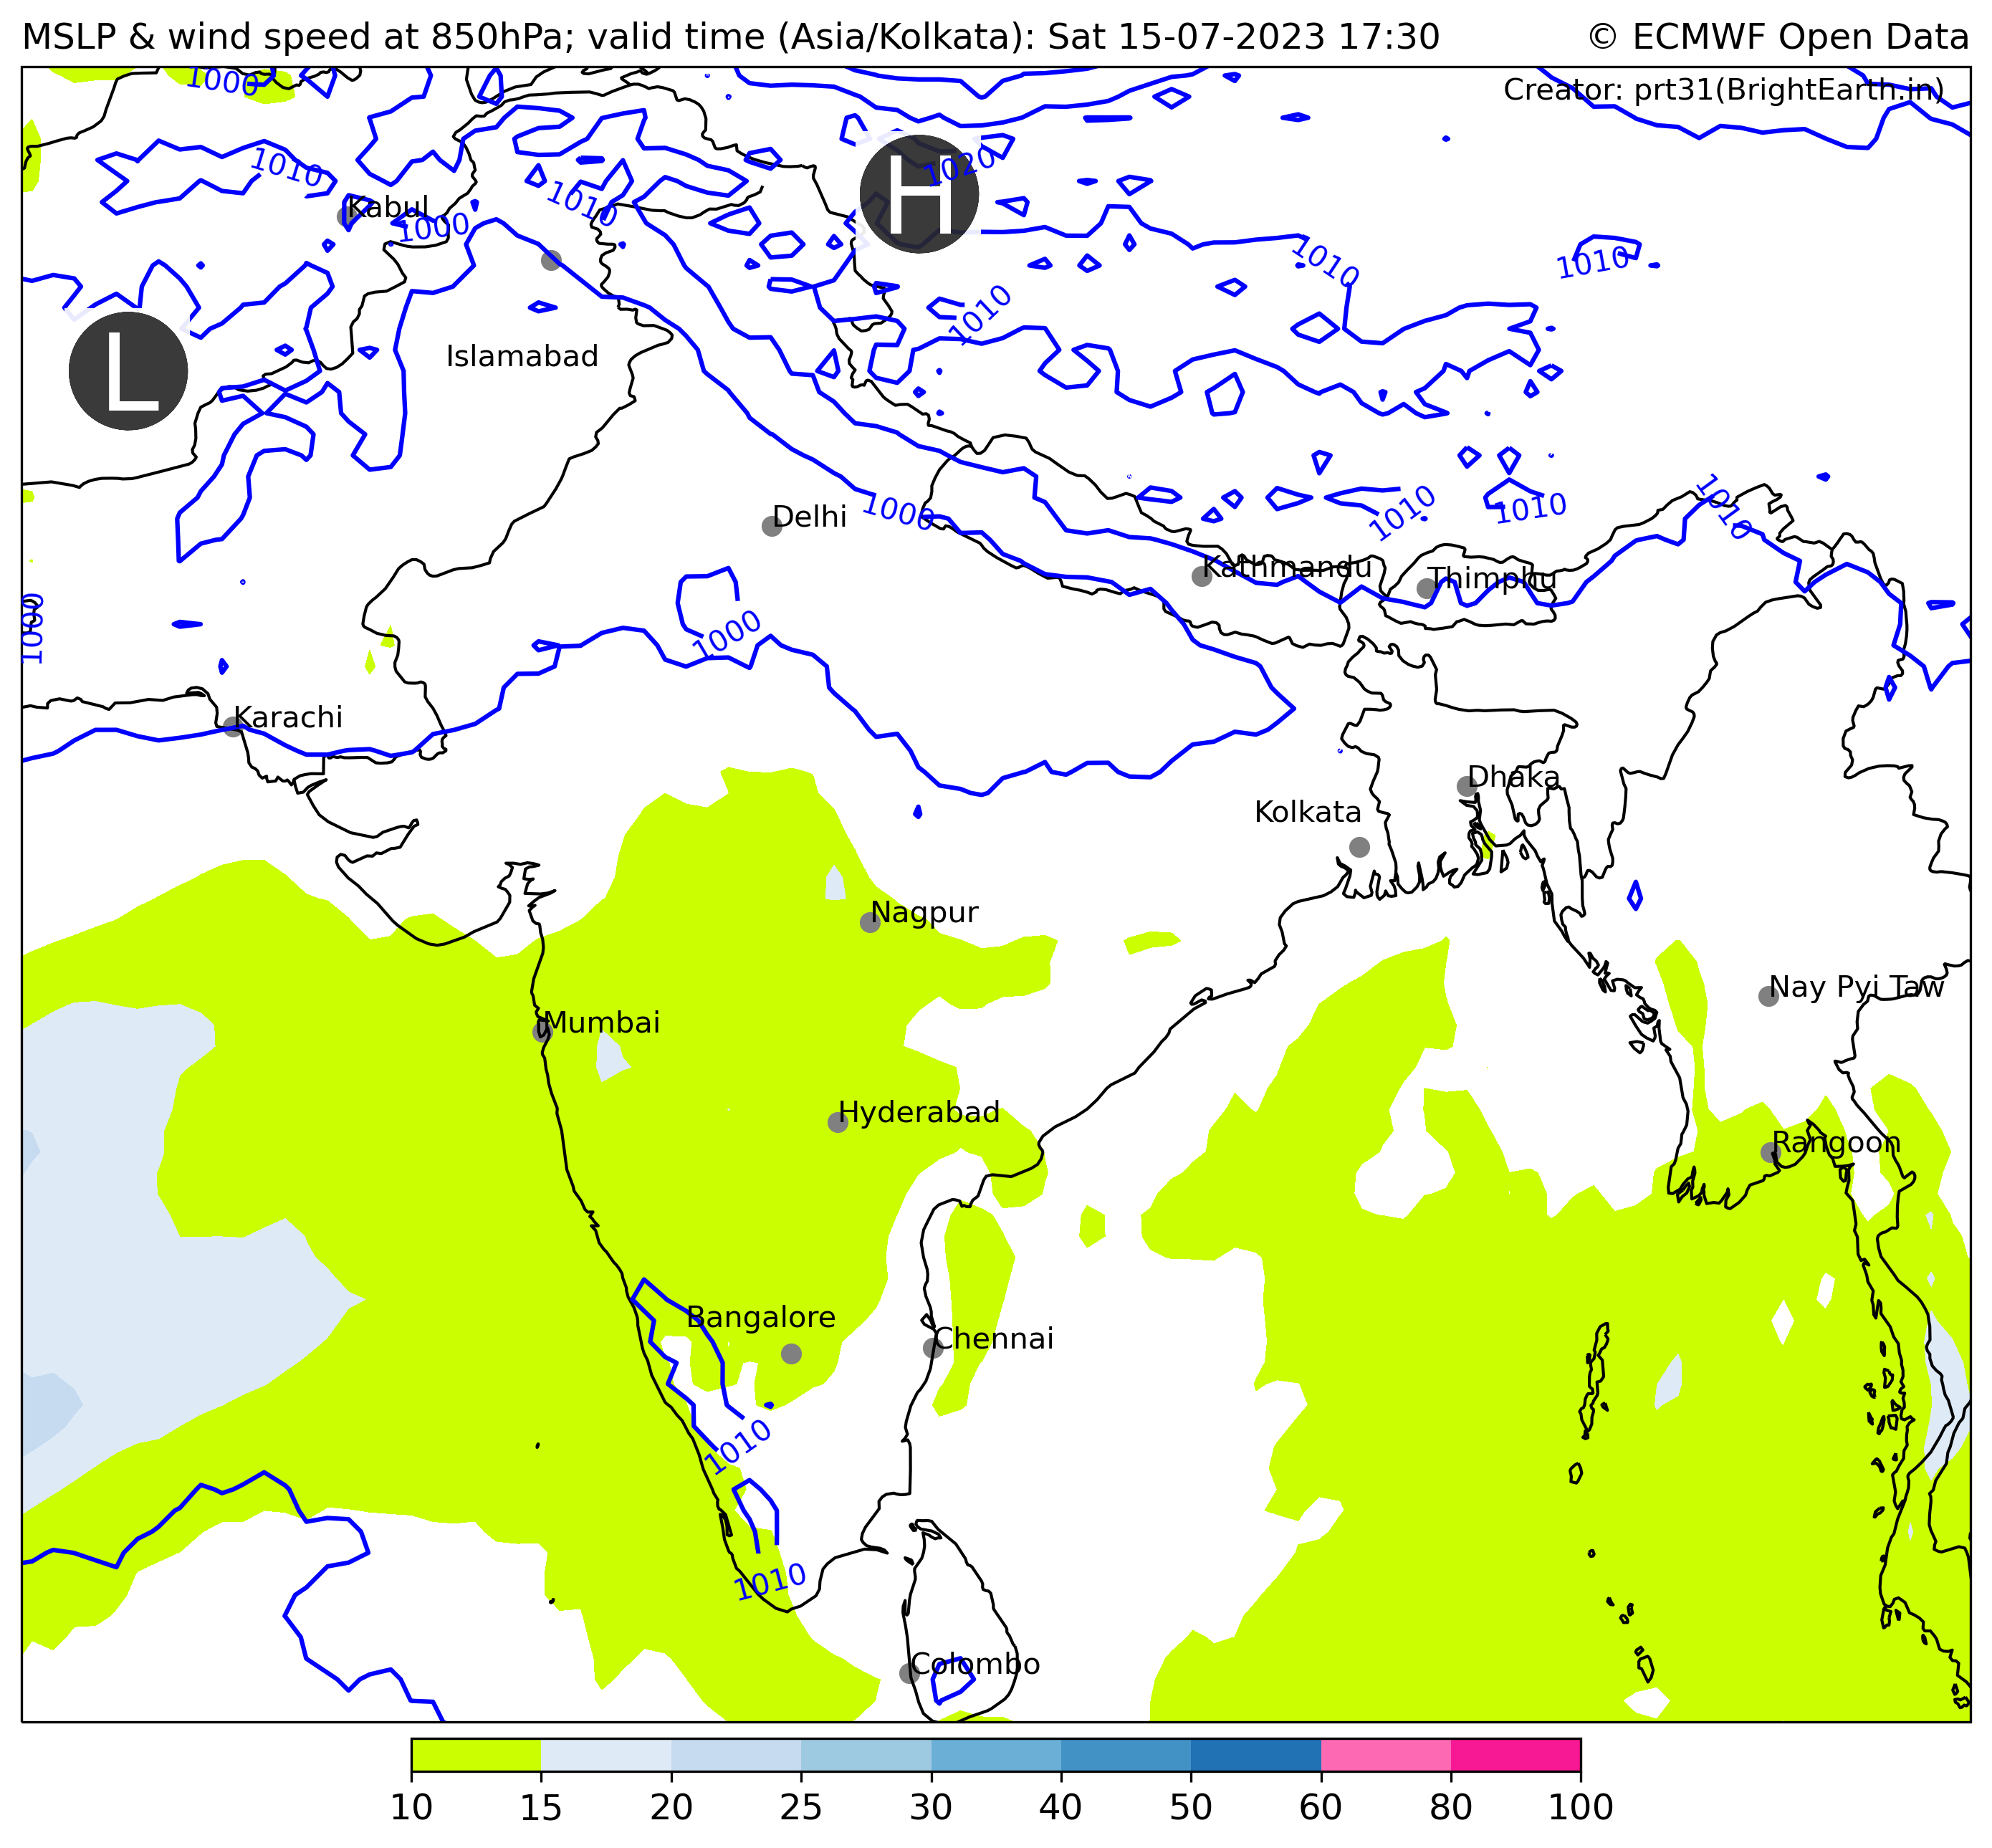 MSLP & wind speed at 850hPa; valid time (Asia/Kolkata): Sat 15-07-2023 17:30 © ECMWF Open Data
Creator: prt31(BrightEarth.in)
1000
1010
H
1020
Kabul
1000
1010
1010
1010
1010
L
Islamabad
Delhi
1000
1010
1010
1010
Kathmandu
Thimphu
1000
1000
Karachi
Dhaka
Kolkata
Nagpur
Nay Pyi Taw
Mumbai
Hyderabad
Rangoon
Bangalore
Chennai
1010
1010
Colombo
10 15 20 25 30 40 50 60 80 100